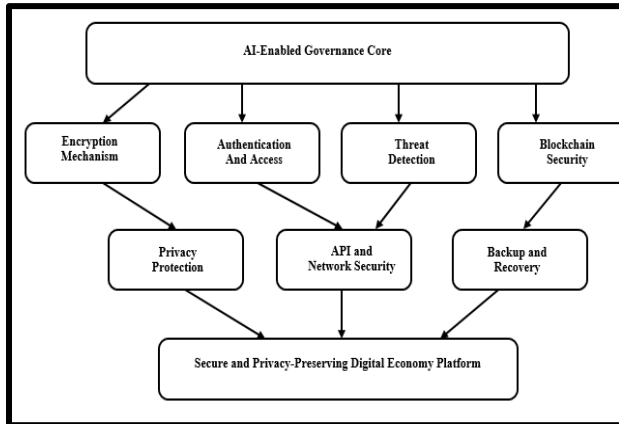 AI-Enabled Governance Core
Encryption
Mechanism
Authentication
And Access
Threat
Detection
Blockchain
Security
Privacy
Protection
API and
Network Security
Backup and
Recovery
Secure and Privacy-Preserving Digital Economy Platform